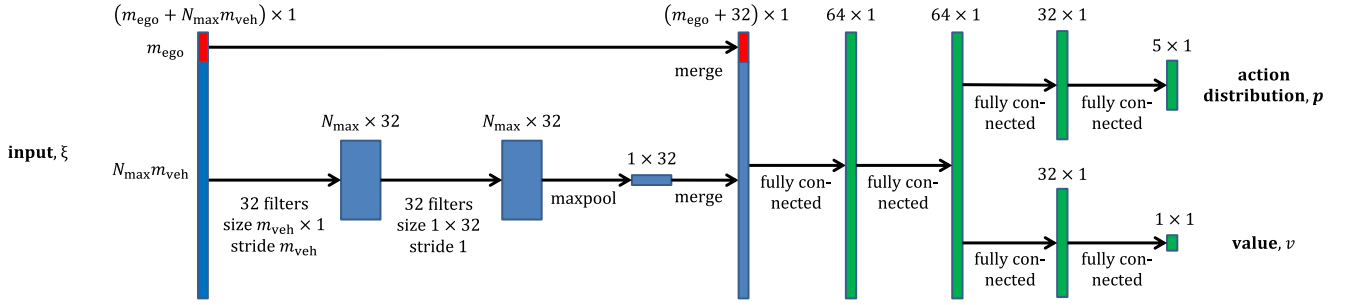 (m_ego + N_max m_veh) × 1
m_ego
input, ξ
N_max m_veh
32 filters
size m_veh × 1
stride m_veh
N_max × 32
32 filters
size 1 × 32
stride 1
N_max × 32
maxpool
1 × 32
merge
merge
(m_ego + 32) × 1
fully con-
nected
64 × 1
fully con-
nected
64 × 1
fully con-
nected
32 × 1
fully con-
nected
5 × 1
action
distribution, p
fully con-
nected
32 × 1
fully con-
nected
1 × 1
value, v